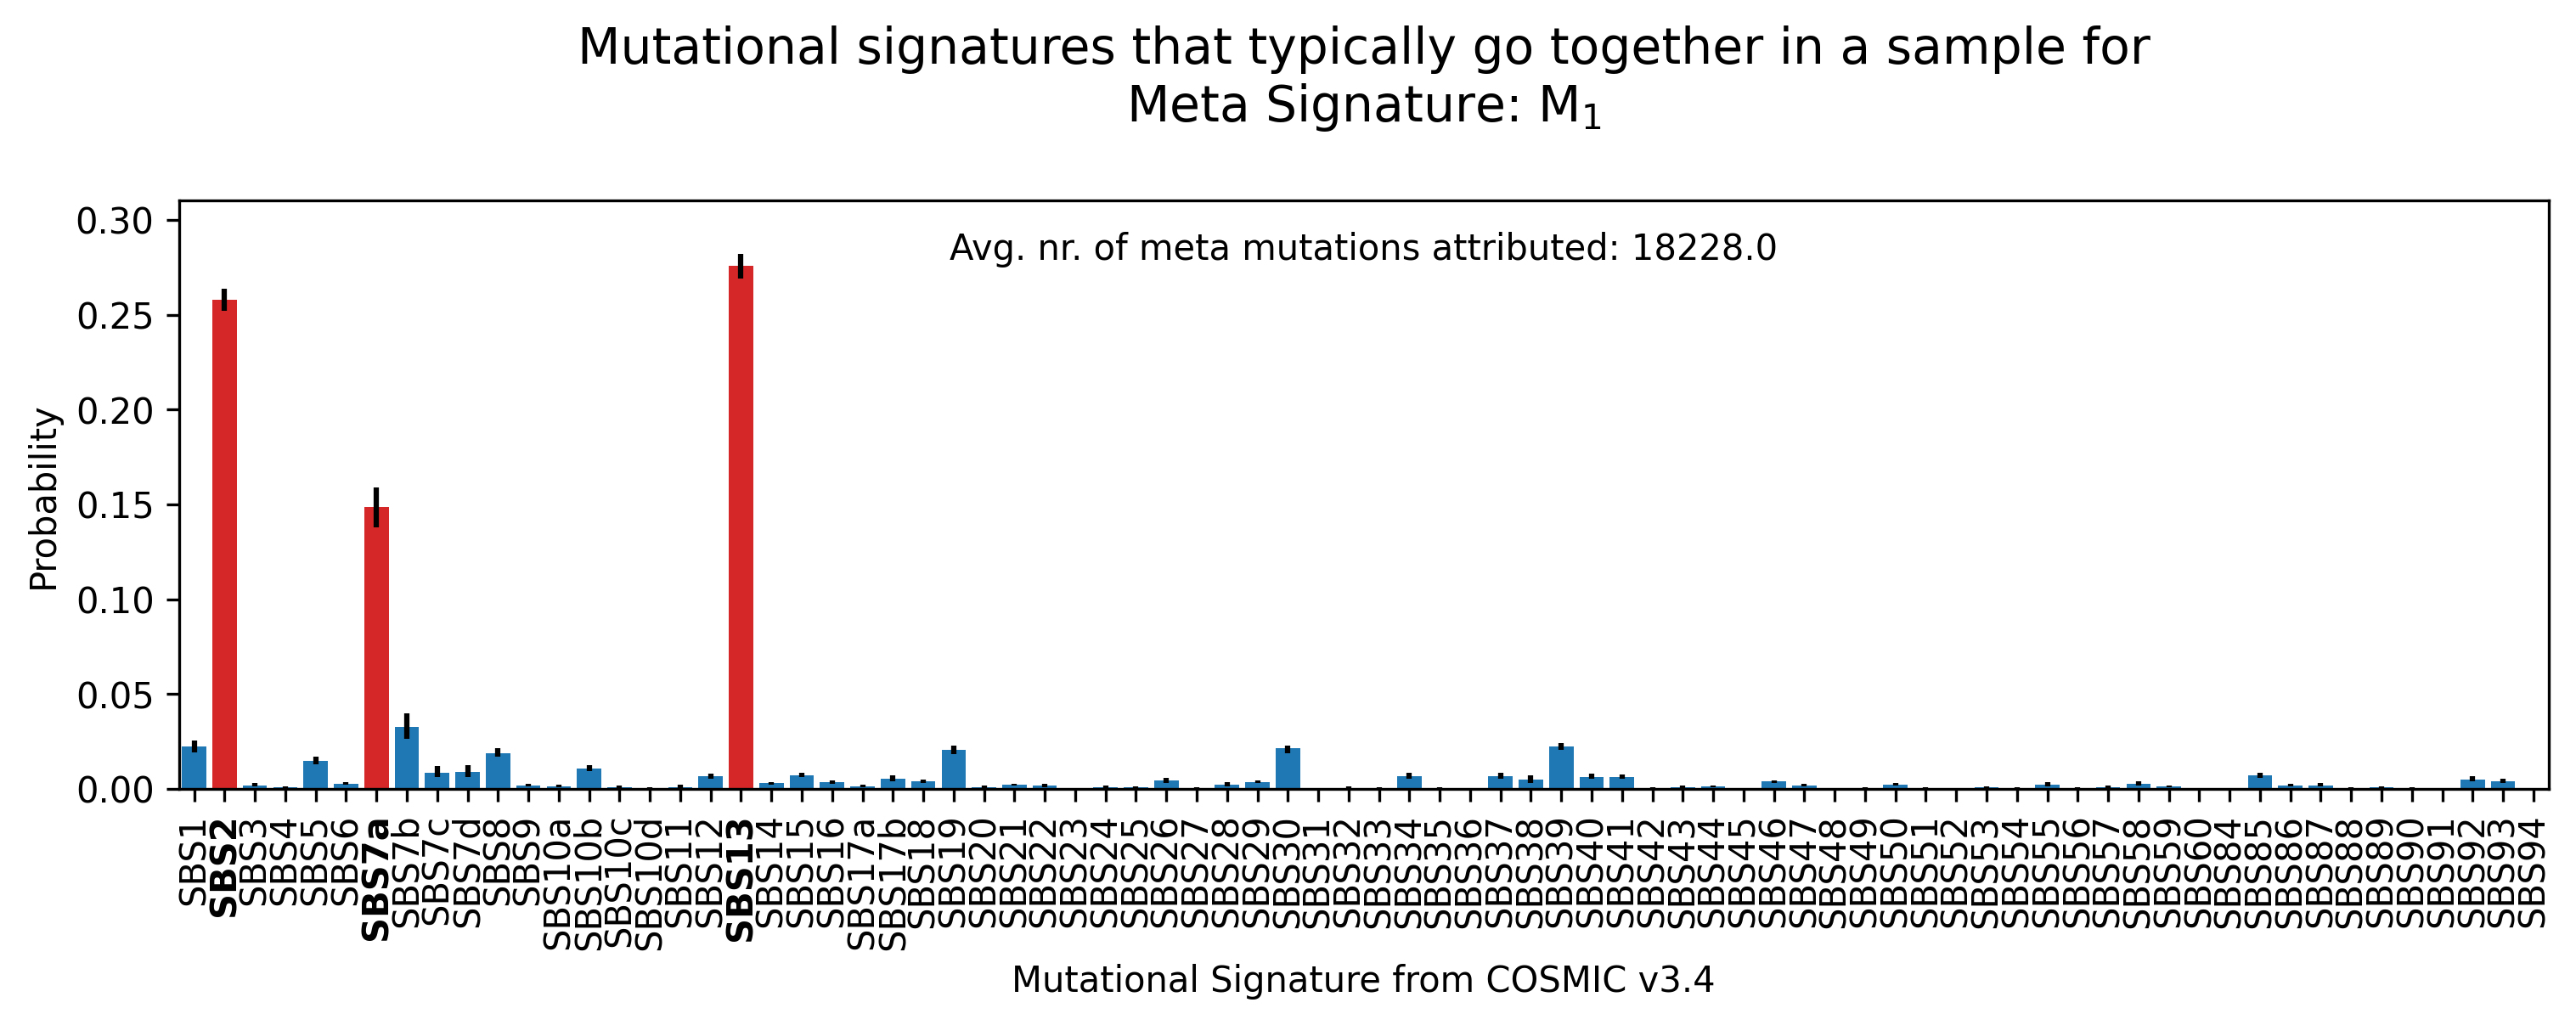 Mutational signatures that typically go together in a sample for
Meta Signature: M₁
Avg. nr. of meta mutations attributed: 18228.0
Probability
0.30
0.25
0.20
0.15
0.10
0.05
0.00
SBS1
SBS2
SBS3
SBS4
SBS5
SBS6
SBS7a
SBS7b
SBS7c
SBS7d
SBS8
SBS9
SBS10a
SBS10b
SBS10c
SBS10d
SBS11
SBS12
SBS13
SBS14
SBS15
SBS16
SBS17a
SBS17b
SBS18
SBS19
SBS20
SBS21
SBS22
SBS23
SBS24
SBS25
SBS26
SBS27
SBS28
SBS29
SBS30
SBS31
SBS32
SBS33
SBS34
SBS35
SBS36
SBS37
SBS38
SBS39
SBS40
SBS41
SBS42
SBS43
SBS44
SBS45
SBS46
SBS47
SBS48
SBS49
SBS50
SBS51
SBS52
SBS53
SBS54
SBS55
SBS56
SBS57
SBS58
SBS59
SBS60
SBS84
SBS85
SBS86
SBS87
SBS88
SBS89
SBS90
SBS91
SBS92
SBS93
SBS94
Mutational Signature from COSMIC v3.4